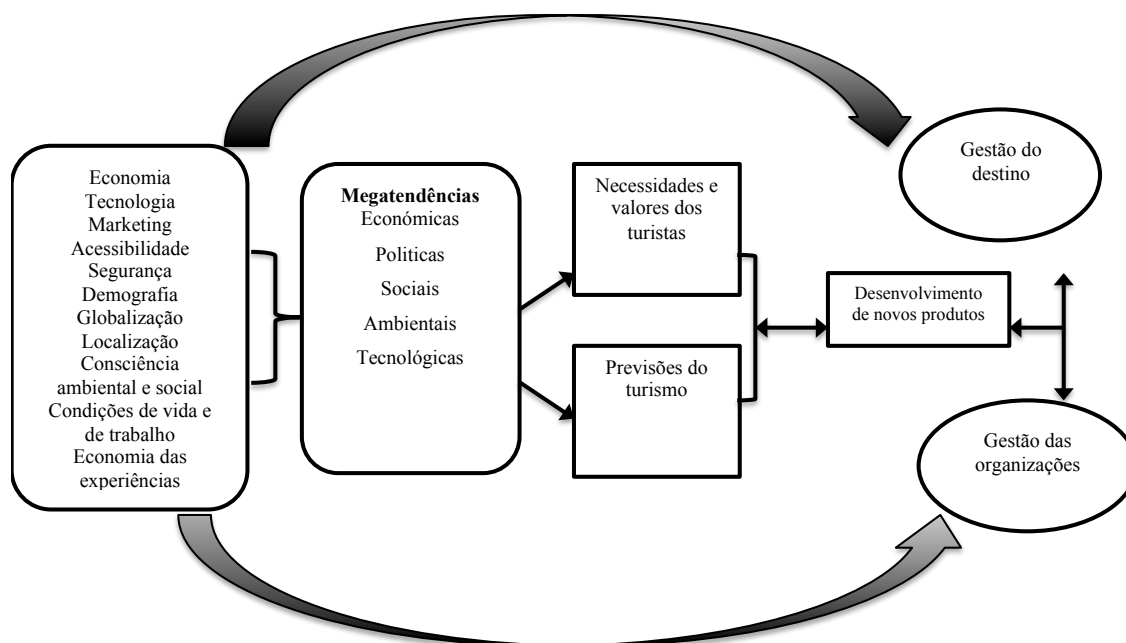 Economia
Tecnologia
Marketing
Acessibilidade
Segurança
Demografia
Globalização
Localização
Consciência
ambiental e social
Condições de vida e
de trabalho
Economia das
experiências
Megatendências
Económicas
Politicas
Sociais
Ambientais
Tecnológicas
Necessidades e
valores dos
turistas
Previsões do
turismo
Desenvolvimento
de novos produtos
Gestão do
destino
Gestão das
organizações